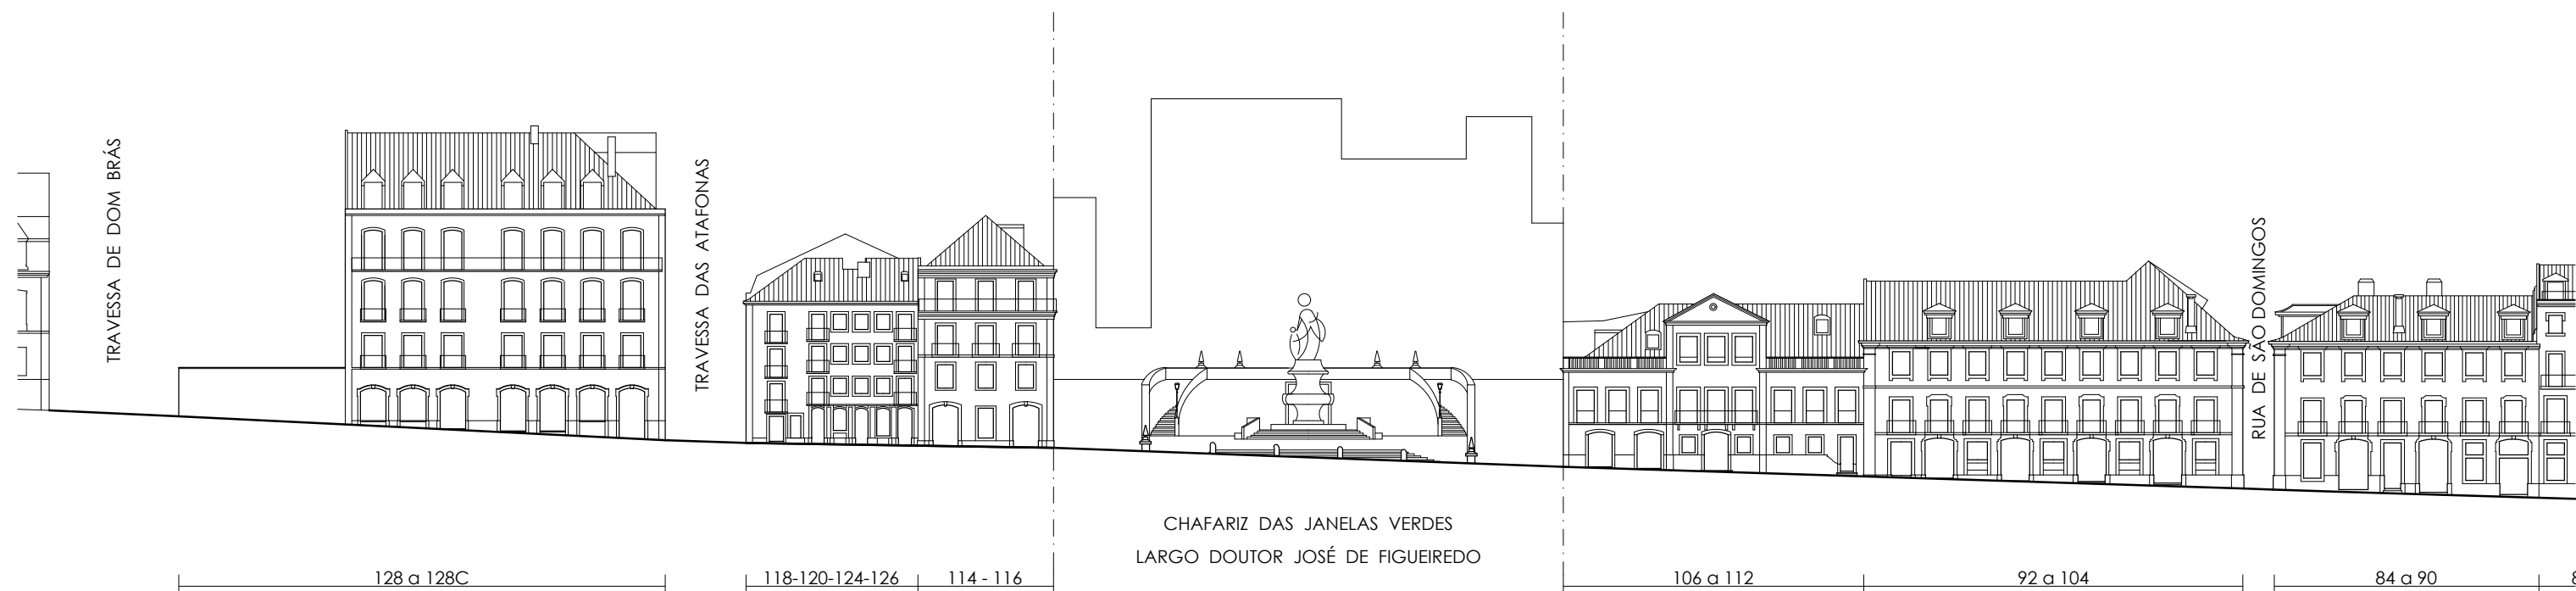 TRAVESSA DE DOM BRÁS
TRAVESSA DAS ATAFONAS
RUA DE SÃO DOMINGOS
CHAFARIZ DAS JANELAS VERDES
LARGO DOUTOR JOSÉ DE FIGUEIREDO
128 a 128C
118-120-124-126
114 - 116
106 a 112
92 a 104
84 a 90